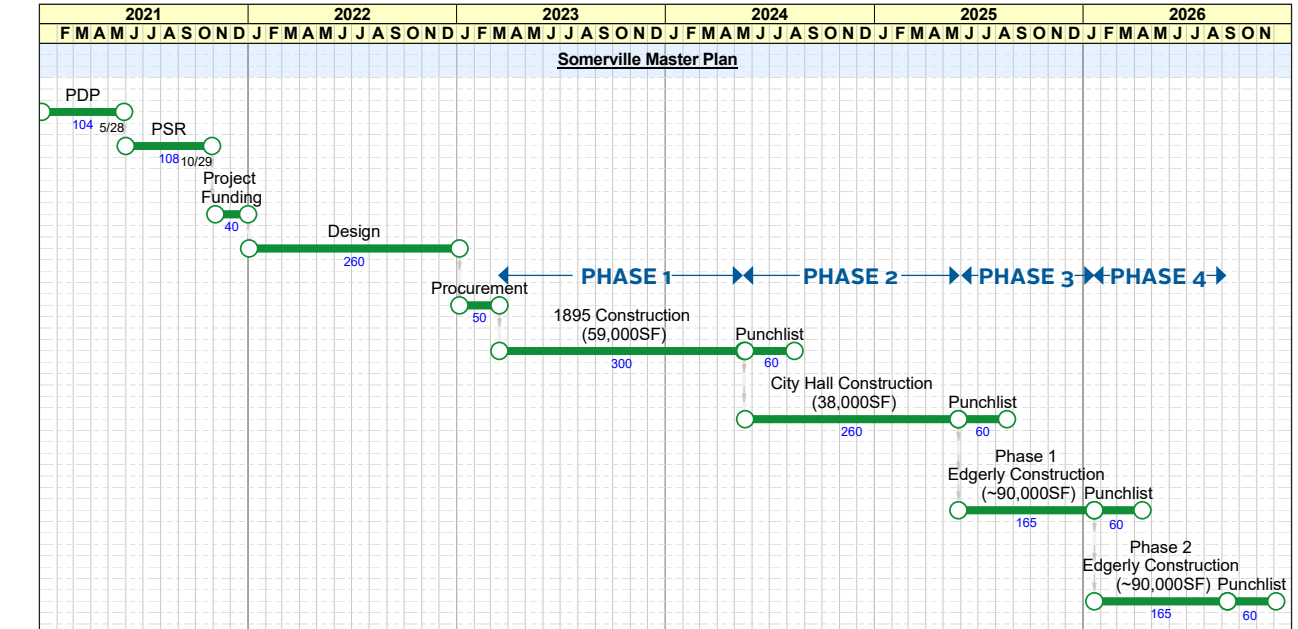 2021 2022 2023 2024 2025 2026
F M A M J J A S O N D J F M A M J J A S O N D J F M A M J J A S O N D J F M A M J J A S O N D J F M A M J J A S O N D J F M A M J J A S O N
Somerville Master Plan
PDP
104 5/28
PSR
108 10/29
Project
Funding
40
Design
260
PHASE 1 PHASE 2 PHASE 3 PHASE 4
Procurement
50
1895 Construction
(59,000SF) Punchlist
300 60
City Hall Construction
(38,000SF) Punchlist
260 60
Phase 1
Edgerly Construction
(~90,000SF) Punchlist
165 60
Phase 2
Edgerly Construction
(~90,000SF) Punchlist
165 60